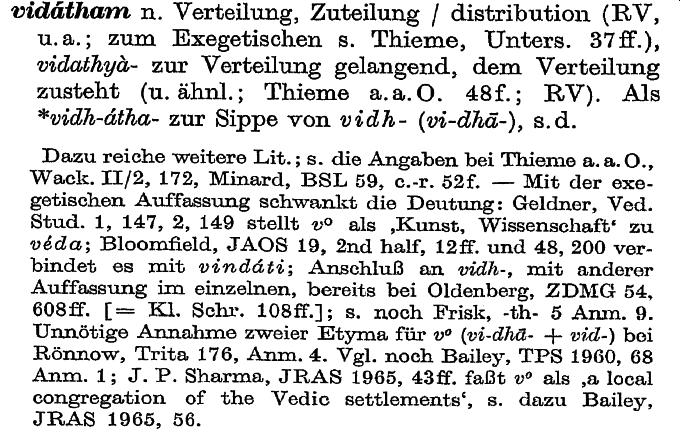 vidátham n. Verteilung, Zuteilung / distribution (RV,
u. a.; zum Exegetischen s. Thieme, Unters. 37ff.),
vidathyà- zur Verteilung gelangend, dem Verteilung
zusteht (u. ähnl.; Thieme a. a. O. 48f.; RV). Als
*vidh-átha- zur Sippe von vidh- (vi-dhā-), s. d.
Dazu reiche weitere Lit.; s. die Angaben bei Thieme a. a. O.,
Wack. II/2, 172, Minard, BSL 59, c.-r. 52f. — Mit der exe-
getischen Auffassung schwankt die Deutung: Geldner, Ved.
Stud. 1, 147, 2, 149 stellt v⁰ als ‚Kunst, Wissenschaft‘ zu
véda; Bloomfield, JAOS 19, 2nd half, 12ff. und 48, 200 ver-
bindet es mit vindáti; Anschluß an vidh-, mit anderer
Auffassung im einzelnen, bereits bei Oldenberg, ZDMG 54,
608ff. [= Kl. Schr. 108ff.]; s. noch Frisk, -th- 5 Anm. 9.
Unnötige Annahme zweier Etyma für v⁰ (vi-dhā- + vid-) bei
Rönnow, Trita 176, Anm. 4. Vgl. noch Bailey, TPS 1960, 68
Anm. 1; J. P. Sharma, JRAS 1965, 43ff. faßt v⁰ als ‚a local
congregation of the Vedic settlements‘, s. dazu Bailey,
JRAS 1965, 56.